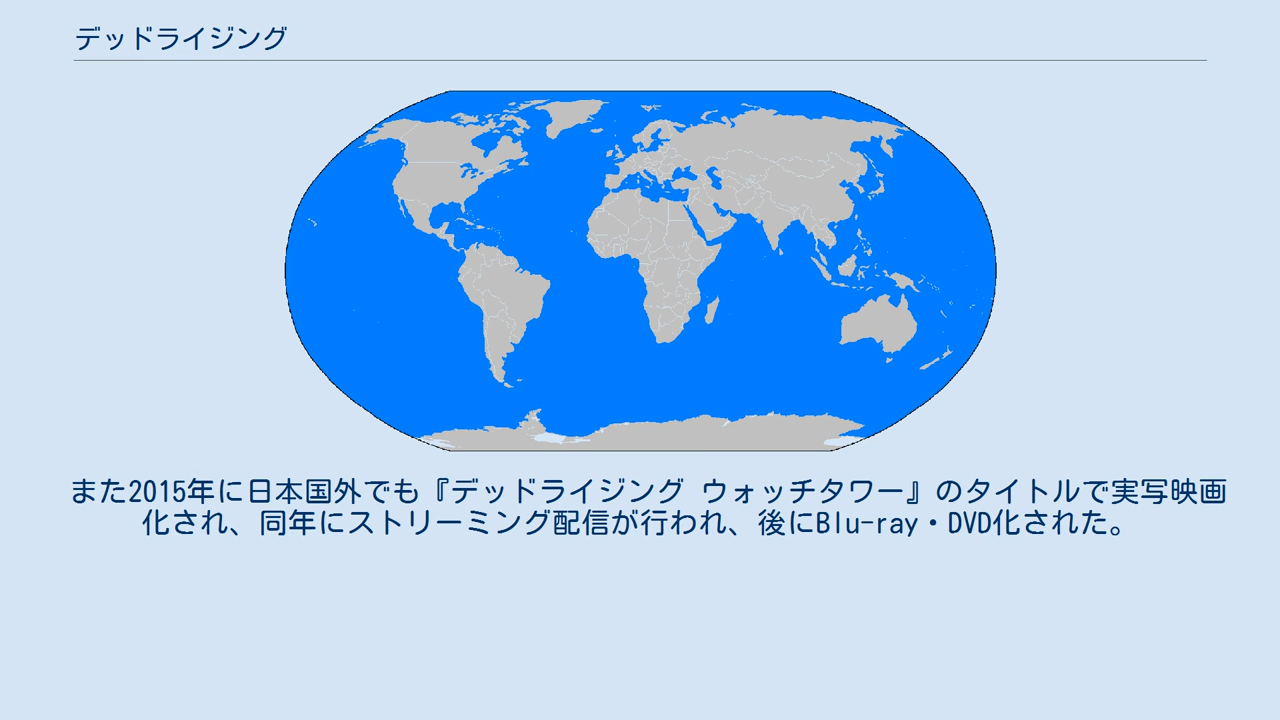 デッドライジング
また2015年に日本国外でも『デッドライジング ウォッチタワー』のタイトルで実写映画
化され、同年にストリーミング配信が行われ、後にBlu-ray・DVD化された。